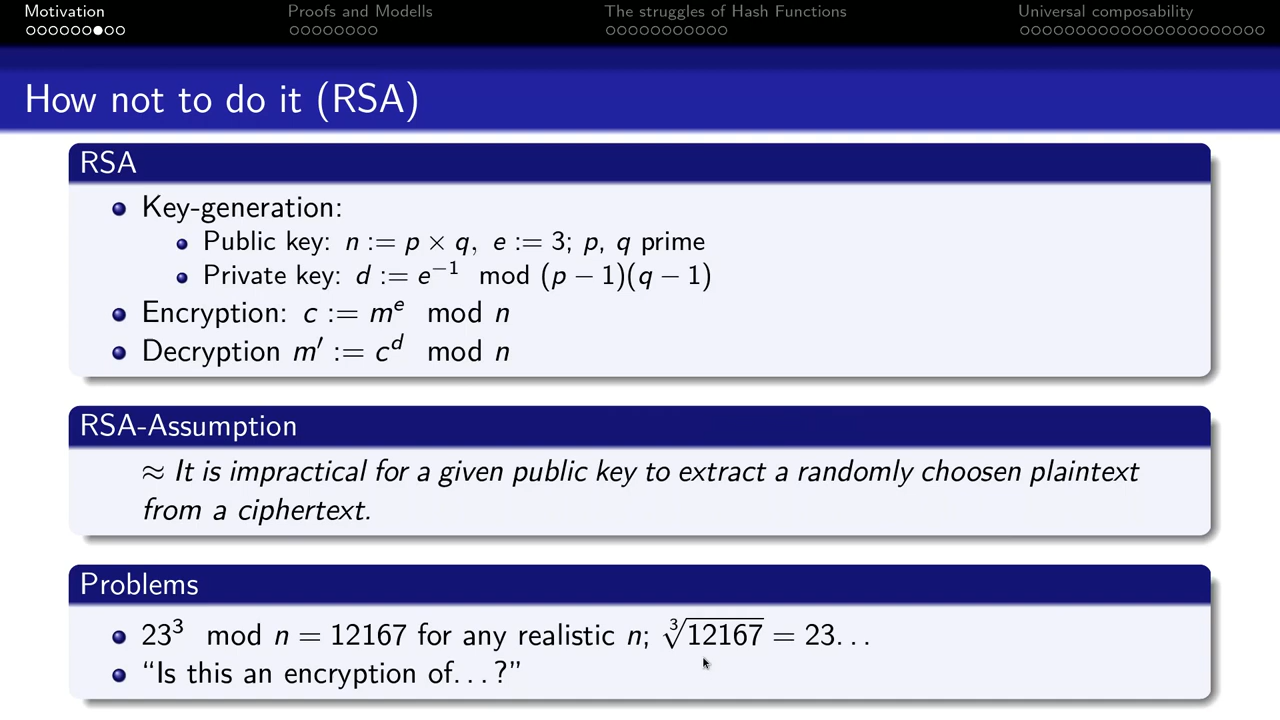 Motivation
Proofs and Modells
The struggles of Hash Functions
Universal composability
How not to do it (RSA)
RSA
Key-generation:
Public key: n := p × q, e := 3; p, q prime
Private key: d := e⁻¹ mod (p − 1)(q − 1)
Encryption: c := mᵉ mod n
Decryption m′ := cᵈ mod n
RSA-Assumption
≈ It is impractical for a given public key to extract a randomly choosen plaintext
from a ciphertext.
Problems
23³ mod n = 12167 for any realistic n; ∛12167 = 23...
“Is this an encryption of...?”